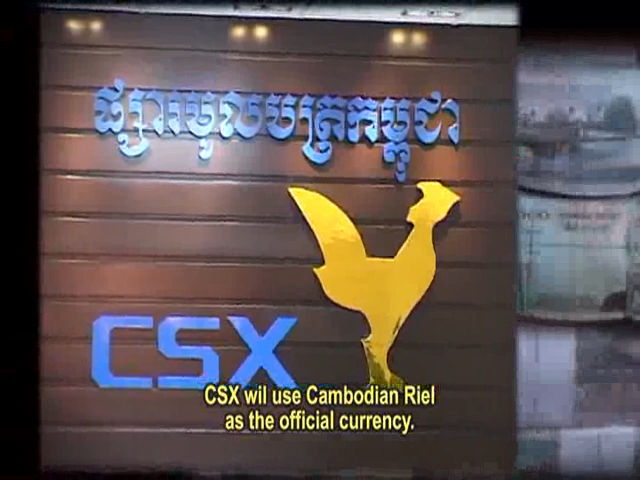 ផ្សារមូលបត្រកម្ពុជា
CSX
CSX wil use Cambodian Riel
as the official currency.